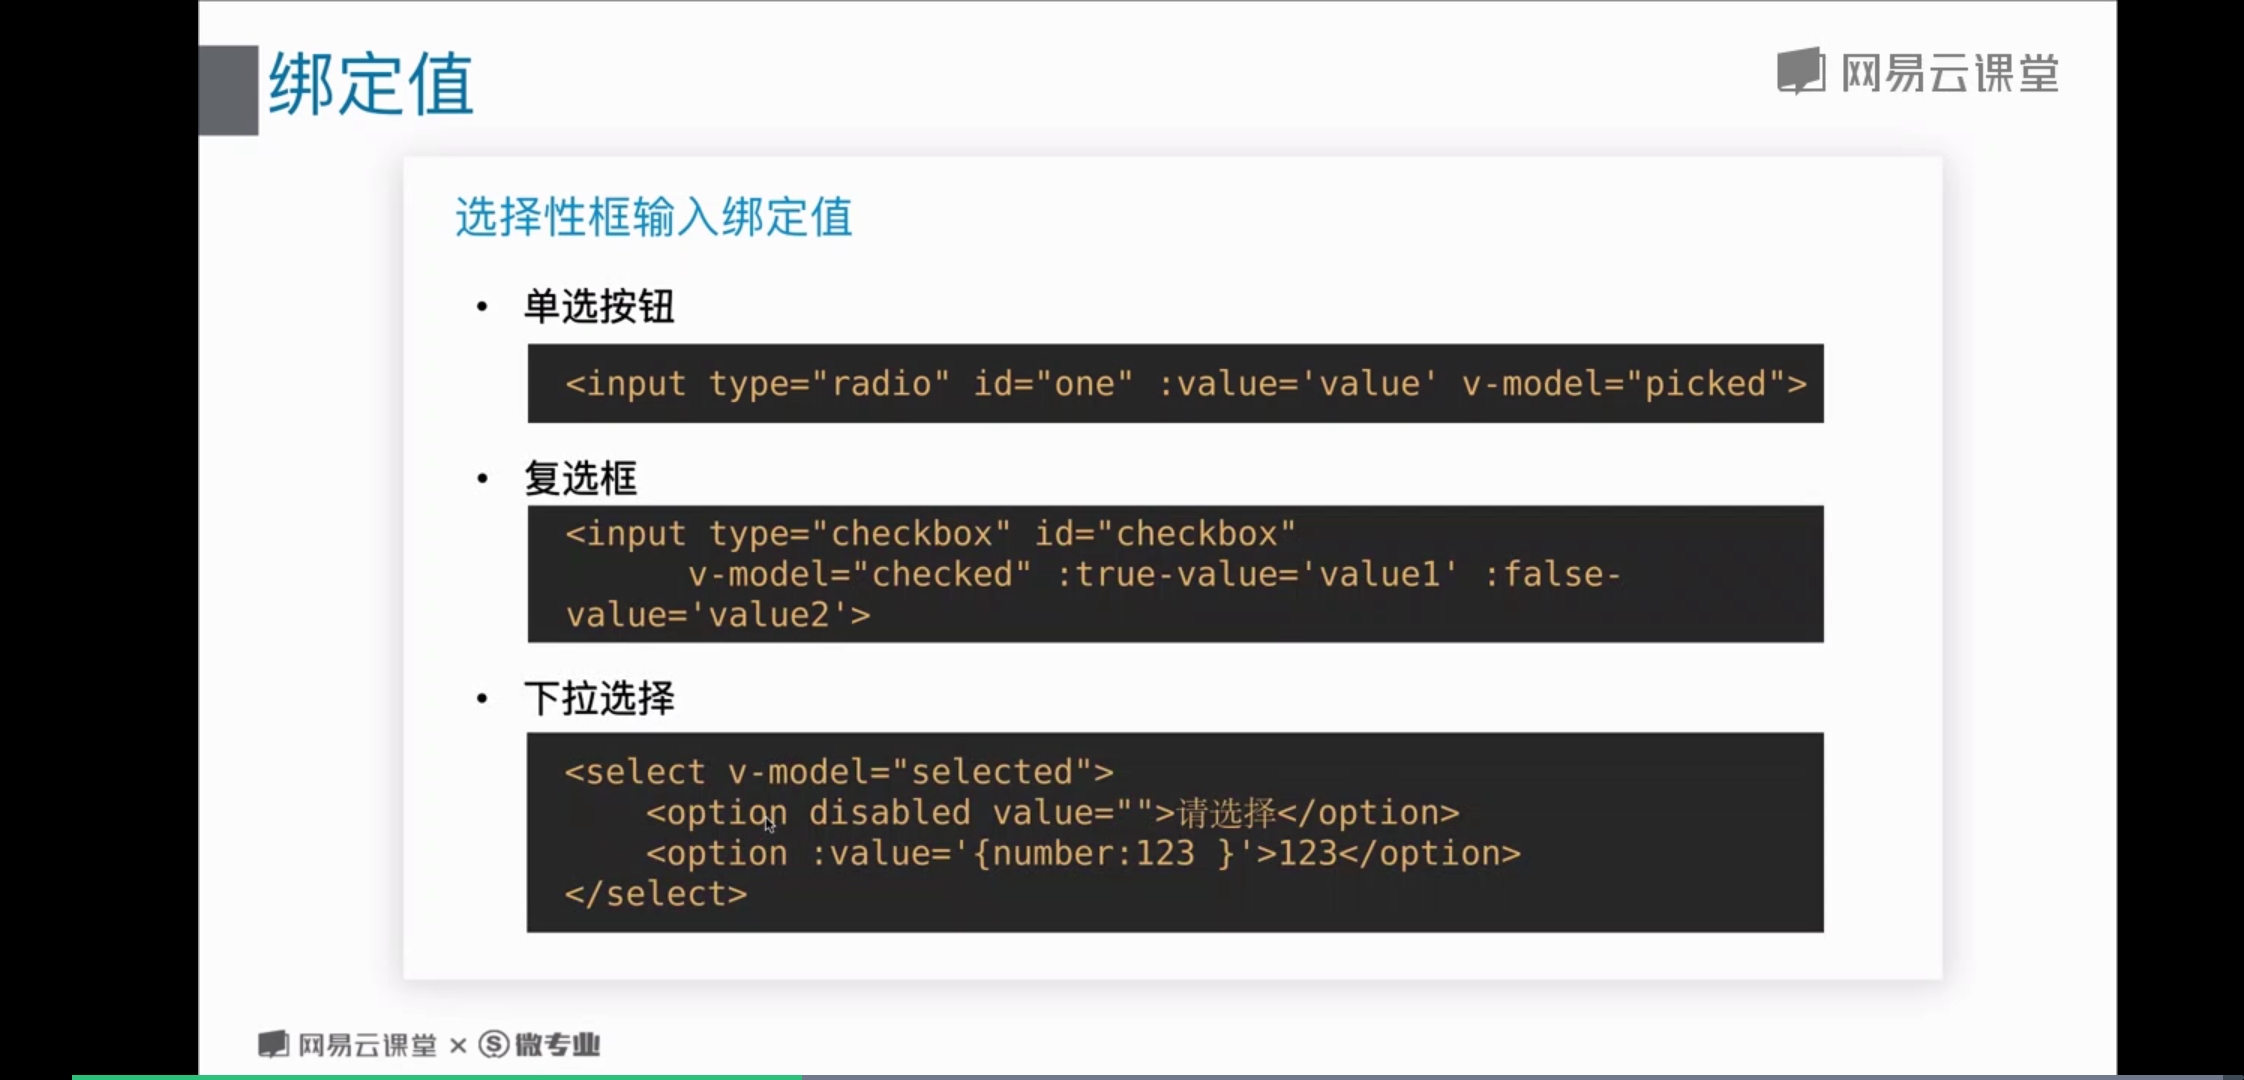 绑定值
网易云课堂
选择性框输入绑定值
• 单选按钮
<input type="radio" id="one" :value='value' v-model="picked">
• 复选框
<input type="checkbox" id="checkbox"
v-model="checked" :true-value='value1' :false-
value='value2'>
• 下拉选择
<select v-model="selected">
<option disabled value="">请选择</option>
<option :value='{number:123 }'>123</option>
</select>
网易云课堂 × S 微专业